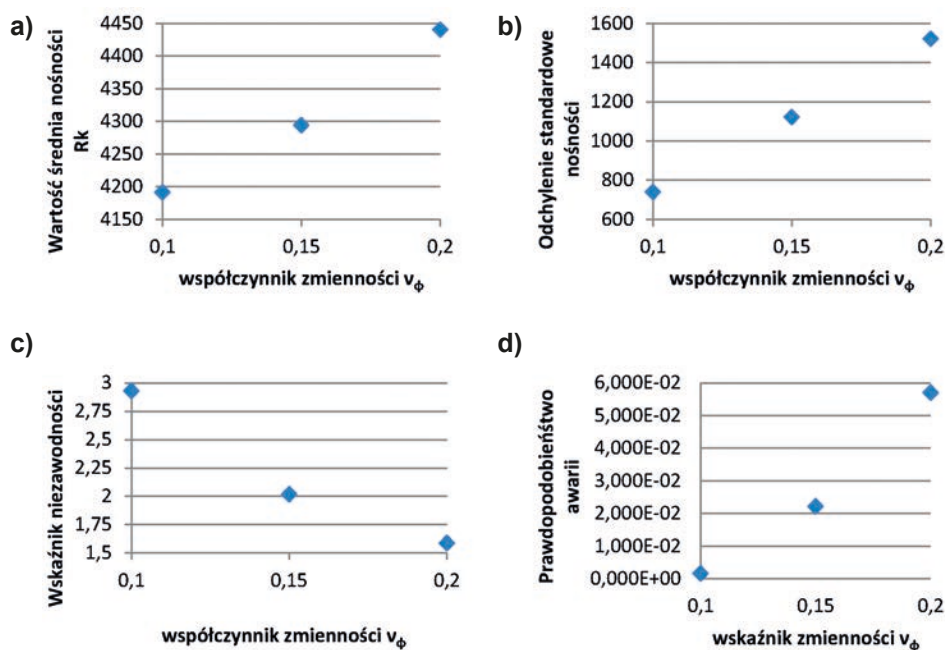 a)
Wartość średnia nośności
Rk
4450
4400
4350
4300
4250
4200
4150
0,1
0,15
0,2
współczynnik zmienności vϕ
b)
Odchylenie standardowe
nośności
1600
1400
1200
1000
800
600
0,1
0,15
0,2
współczynnik zmienności vϕ
c)
Wskaźnik niezawodności
3
2,75
2,5
2,25
2
1,75
1,5
0,1
0,15
0,2
współczynnik zmienności vϕ
d)
Prawdopodobieńśtwo
awarii
6,000E-02
5,000E-02
4,000E-02
3,000E-02
2,000E-02
1,000E-02
0,000E+00
0,1
0,15
0,2
wskaźnik zmienności vϕ